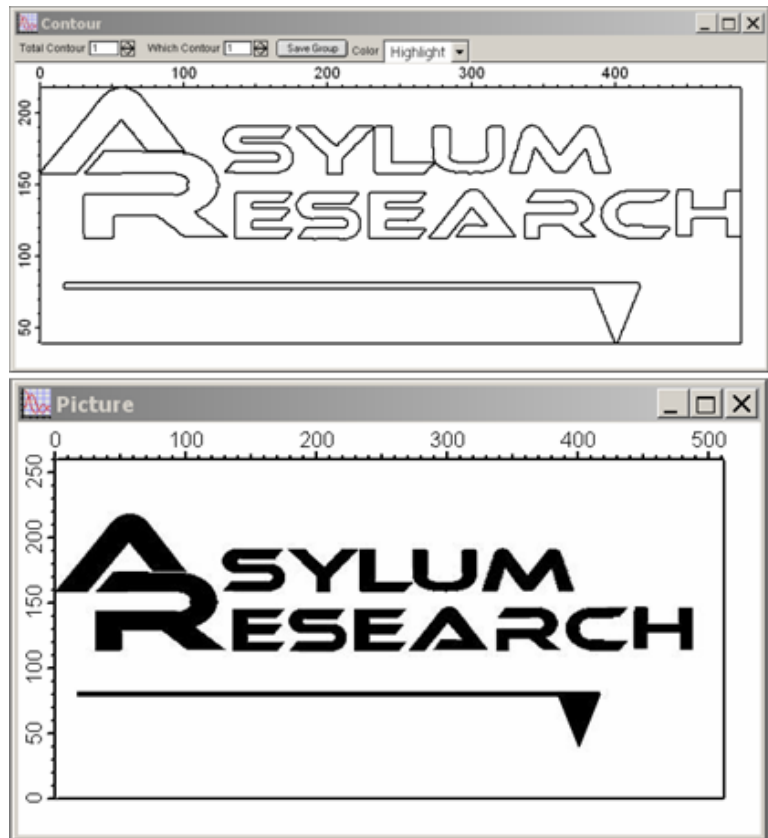 Contour
Total Contour 1 Which Contour 1 Save Group Color Highlight
0 100 200 300 400
200
150
100
50
ASYLUM
RESEARCH
Picture
0 100 200 300 400 500
250
200
150
100
50
0
ASYLUM
RESEARCH